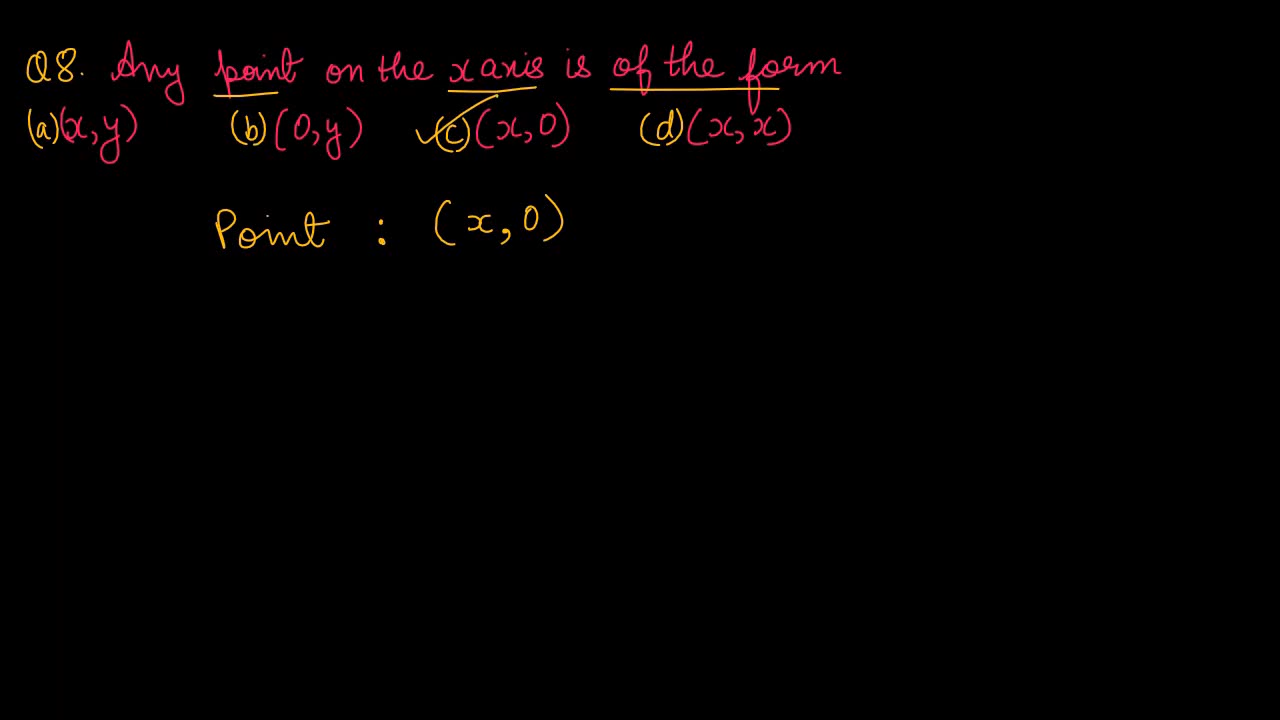 Q8. Any point on the x axis is of the form
(a)(x,y) (b)(0,y) (c)(x,0) (d)(x,x)
Point : (x,0)